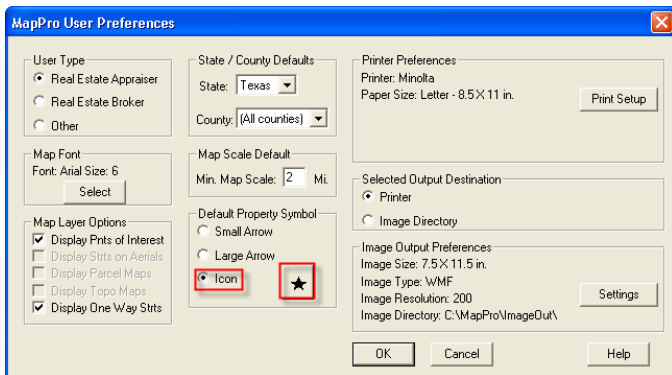 MapPro User Preferences
User Type
Real Estate Appraiser
Real Estate Broker
Other
Map Font
Font: Arial Size: 6
Select
Map Layer Options
Display Pnts of Interest
Display Strts on Aerials
Display Parcel Maps
Display Topo Maps
Display One Way Strts
State / County Defaults
State: Texas
County: (All counties)
Map Scale Default
Min. Map Scale: 2 Mi.
Default Property Symbol
Small Arrow
Large Arrow
Icon
Printer Preferences
Printer: Minolta
Paper Size: Letter - 8.5 X 11 in.
Print Setup
Selected Output Destination
Printer
Image Directory
Image Output Preferences
Image Size: 7.5 X 11.5 in.
Image Type: WMF
Image Resolution: 200
Image Directory: C:\MapPro\ImageOut\
Settings
OK
Cancel
Help